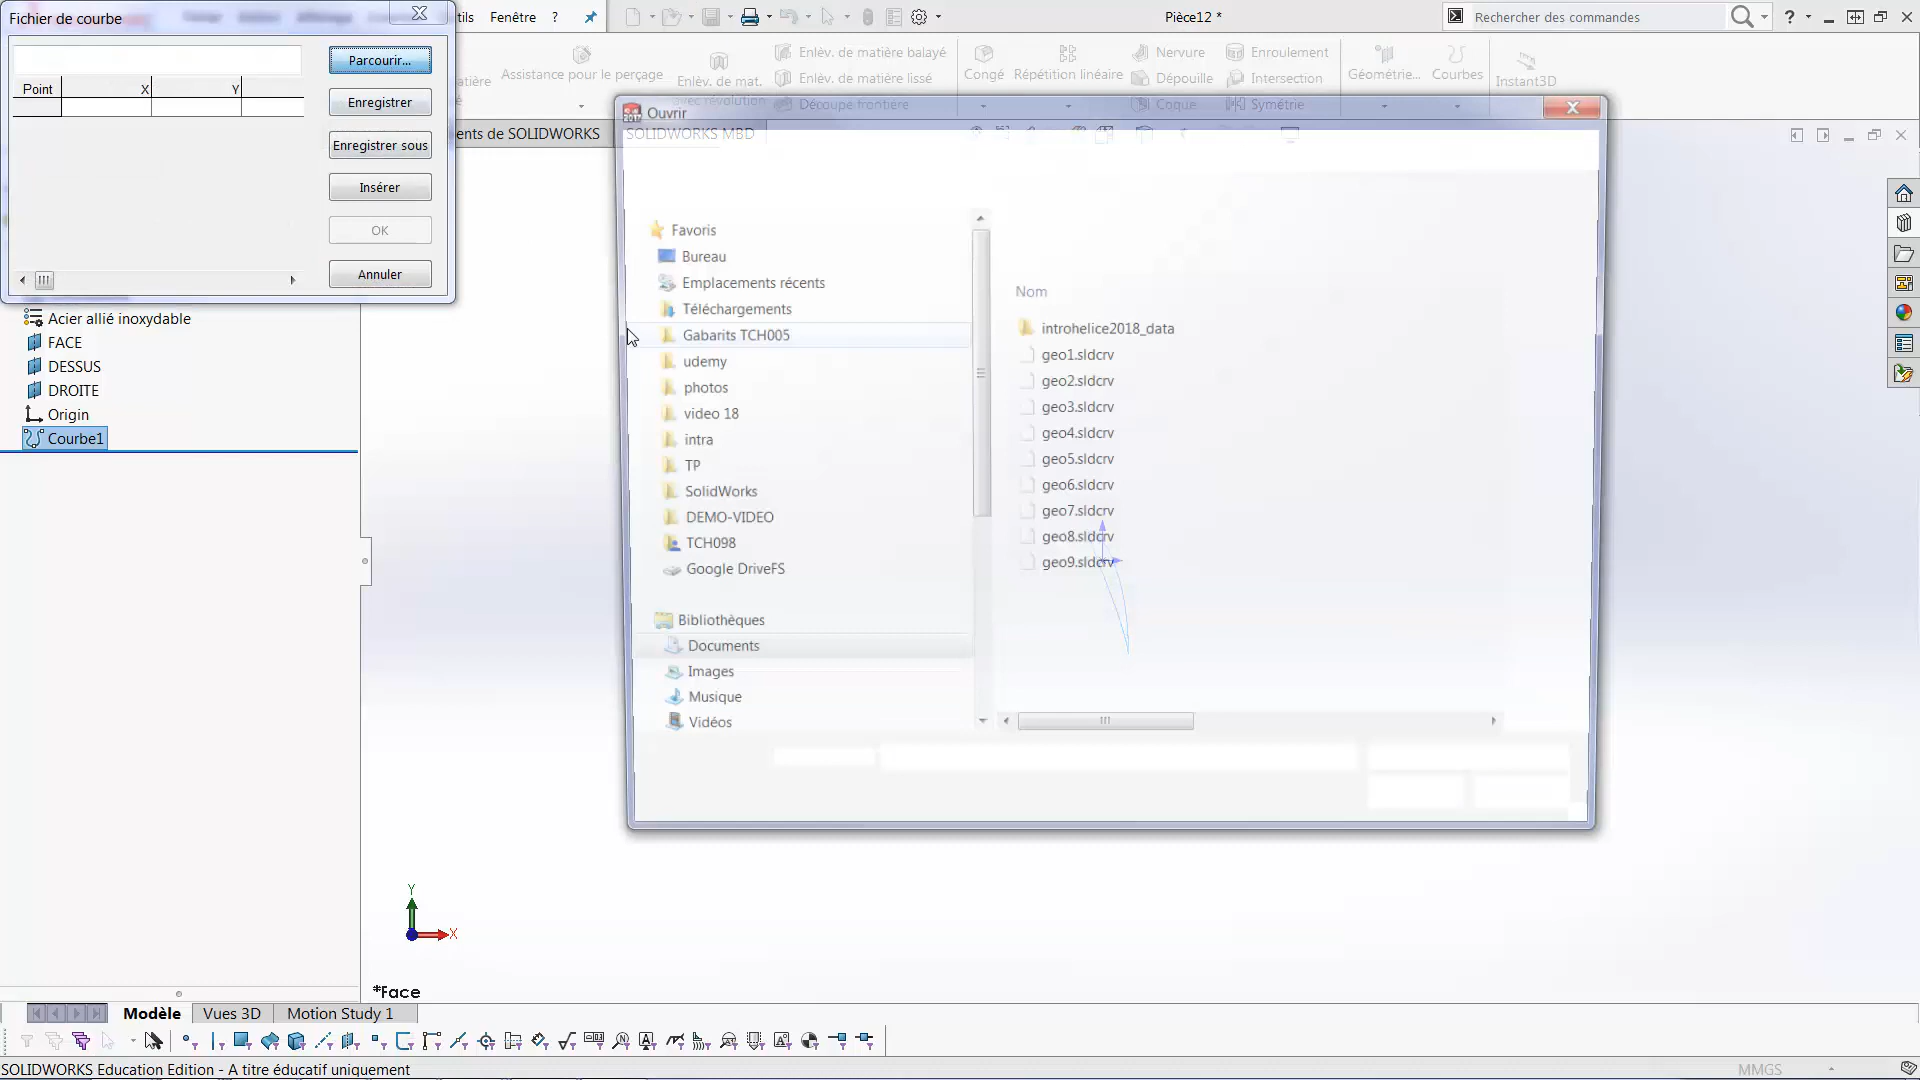 Fichier de courbe
Fenêtre
?
Pièce12 *
Rechercher des commandes
?
Parcourir...
Point X Y
Enregistrer
Enregistrer sous
Insérer
OK
Annuler
Assistance pour le perçage
Enlèv. de mat.
Enlèv. de matière balayé
Enlèv. de matière lissé
Découpe frontière
Congé
Répétition linéaire
Nervure
Dépouille
Coque
Enroulement
Intersection
Symétrie
Géométrie...
Courbes
Instant3D
ments de SOLIDWORKS
SOLIDWORKS MBD
Ouvrir
Favoris
Bureau
Emplacements récents
Téléchargements
Gabarits TCH005
udemy
photos
video 18
intra
TP
SolidWorks
DEMO-VIDEO
TCH098
Google DriveFS
Bibliothèques
Documents
Images
Musique
Vidéos
Nom
introhelice2018_data
geo1.sldcrv
geo2.sldcrv
geo3.sldcrv
geo4.sldcrv
geo5.sldcrv
geo6.sldcrv
geo7.sldcrv
geo8.sldcrv
geo9.sldcrv
Acier allié inoxydable
FACE
DESSUS
DROITE
Origin
Courbe1
Y
X
*Face
Modèle
Vues 3D
Motion Study 1
SOLIDWORKS Education Edition - A titre éducatif uniquement
MMGS